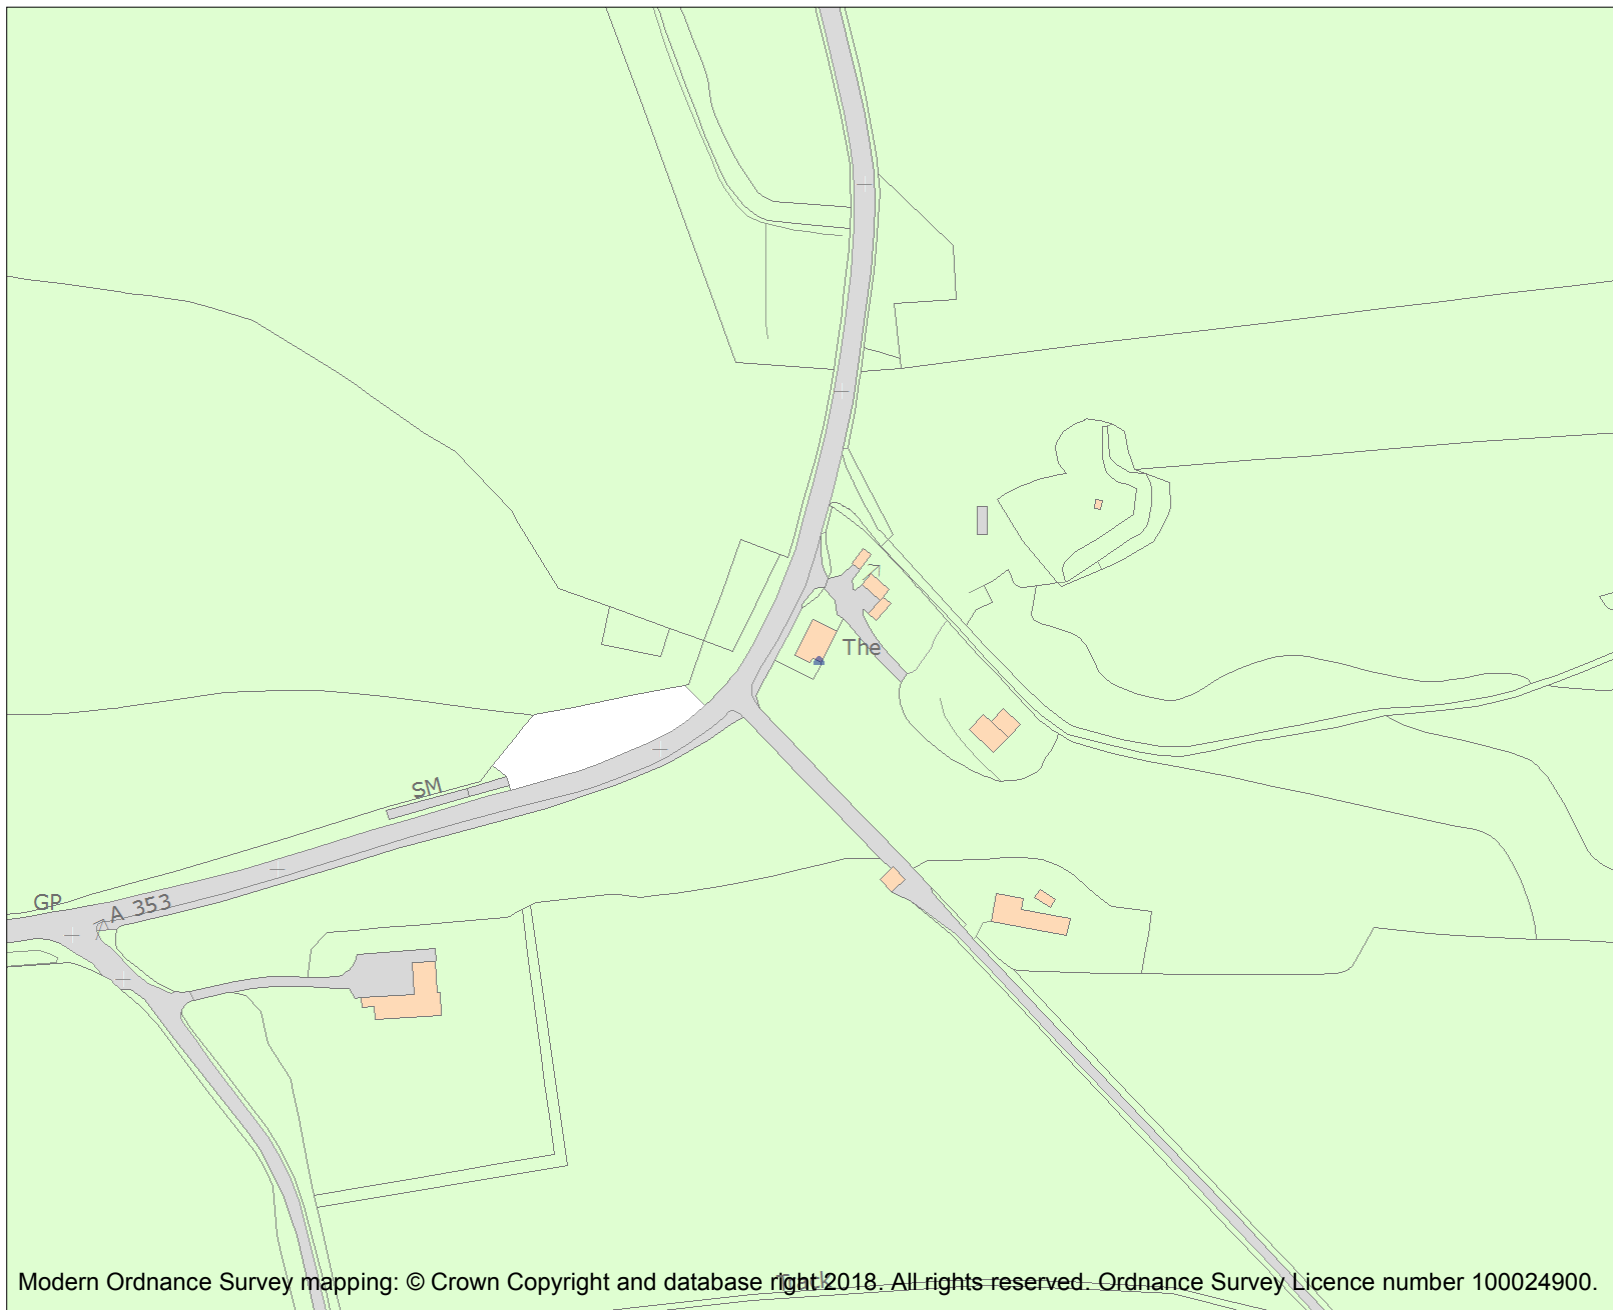 The
SM
GP
A 353
Track
Modern Ordnance Survey mapping: © Crown Copyright and database right 2018. All rights reserved. Ordnance Survey Licence number 100024900.